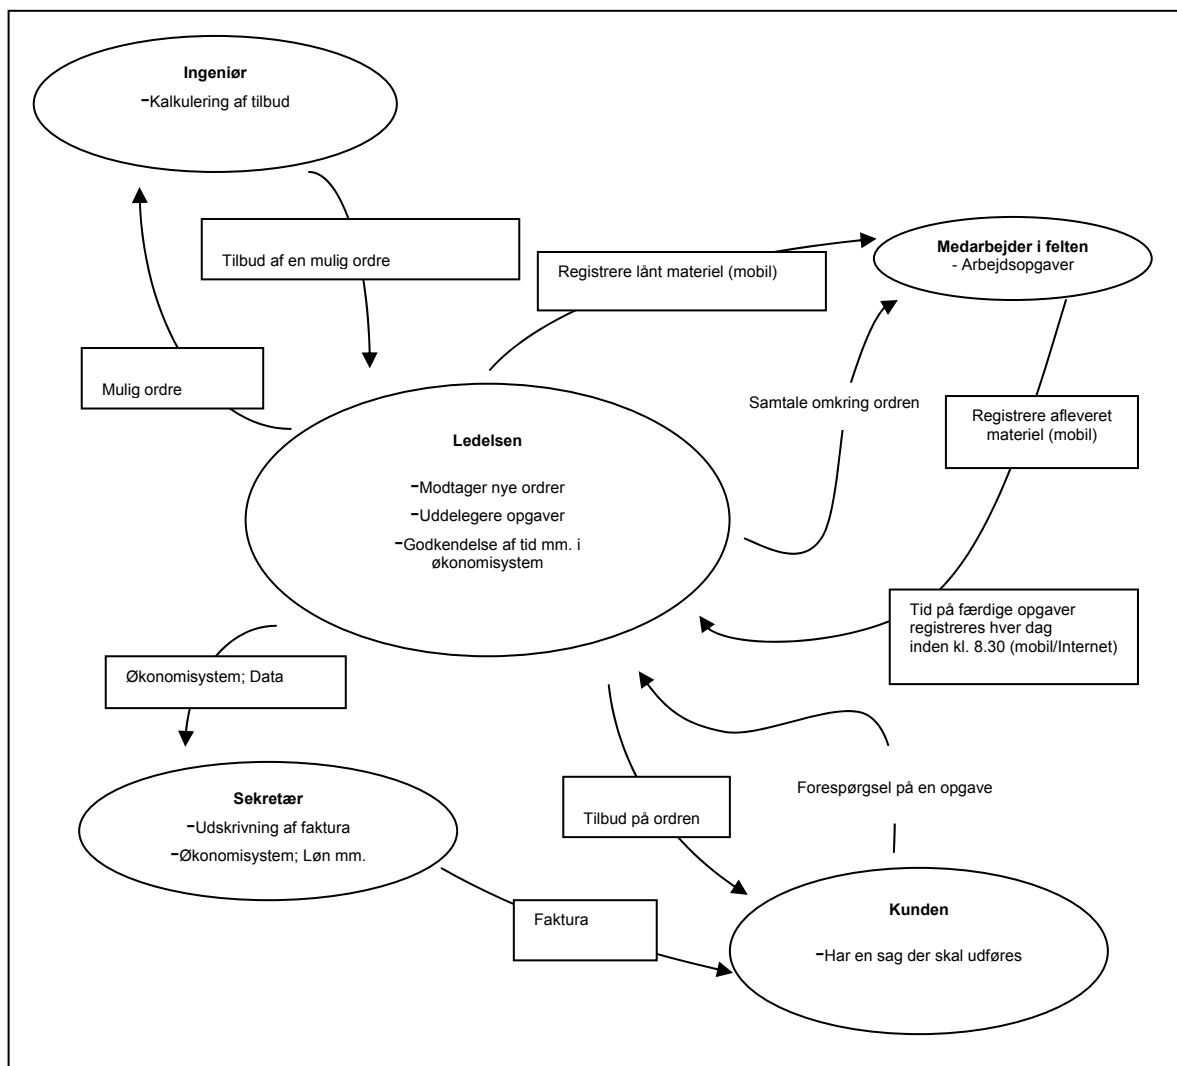 Ingeniør
-Kalkulering af tilbud
Tilbud af en mulig ordre
Mulig ordre
Registrere lånt materiel (mobil)
Medarbejder i felten
- Arbejdsopgaver
Samtale omkring ordren
Registrere afleveret
materiel (mobil)
Ledelsen
-Modtager nye ordrer
-Uddelegere opgaver
-Godkendelse af tid mm. i
økonomisystem
Tid på færdige opgaver
registreres hver dag
inden kl. 8.30 (mobil/Internet)
Økonomisystem; Data
Sekretær
-Udskrivning af faktura
-Økonomisystem; Løn mm.
Tilbud på ordren
Forespørgsel på en opgave
Faktura
Kunden
-Har en sag der skal udføres